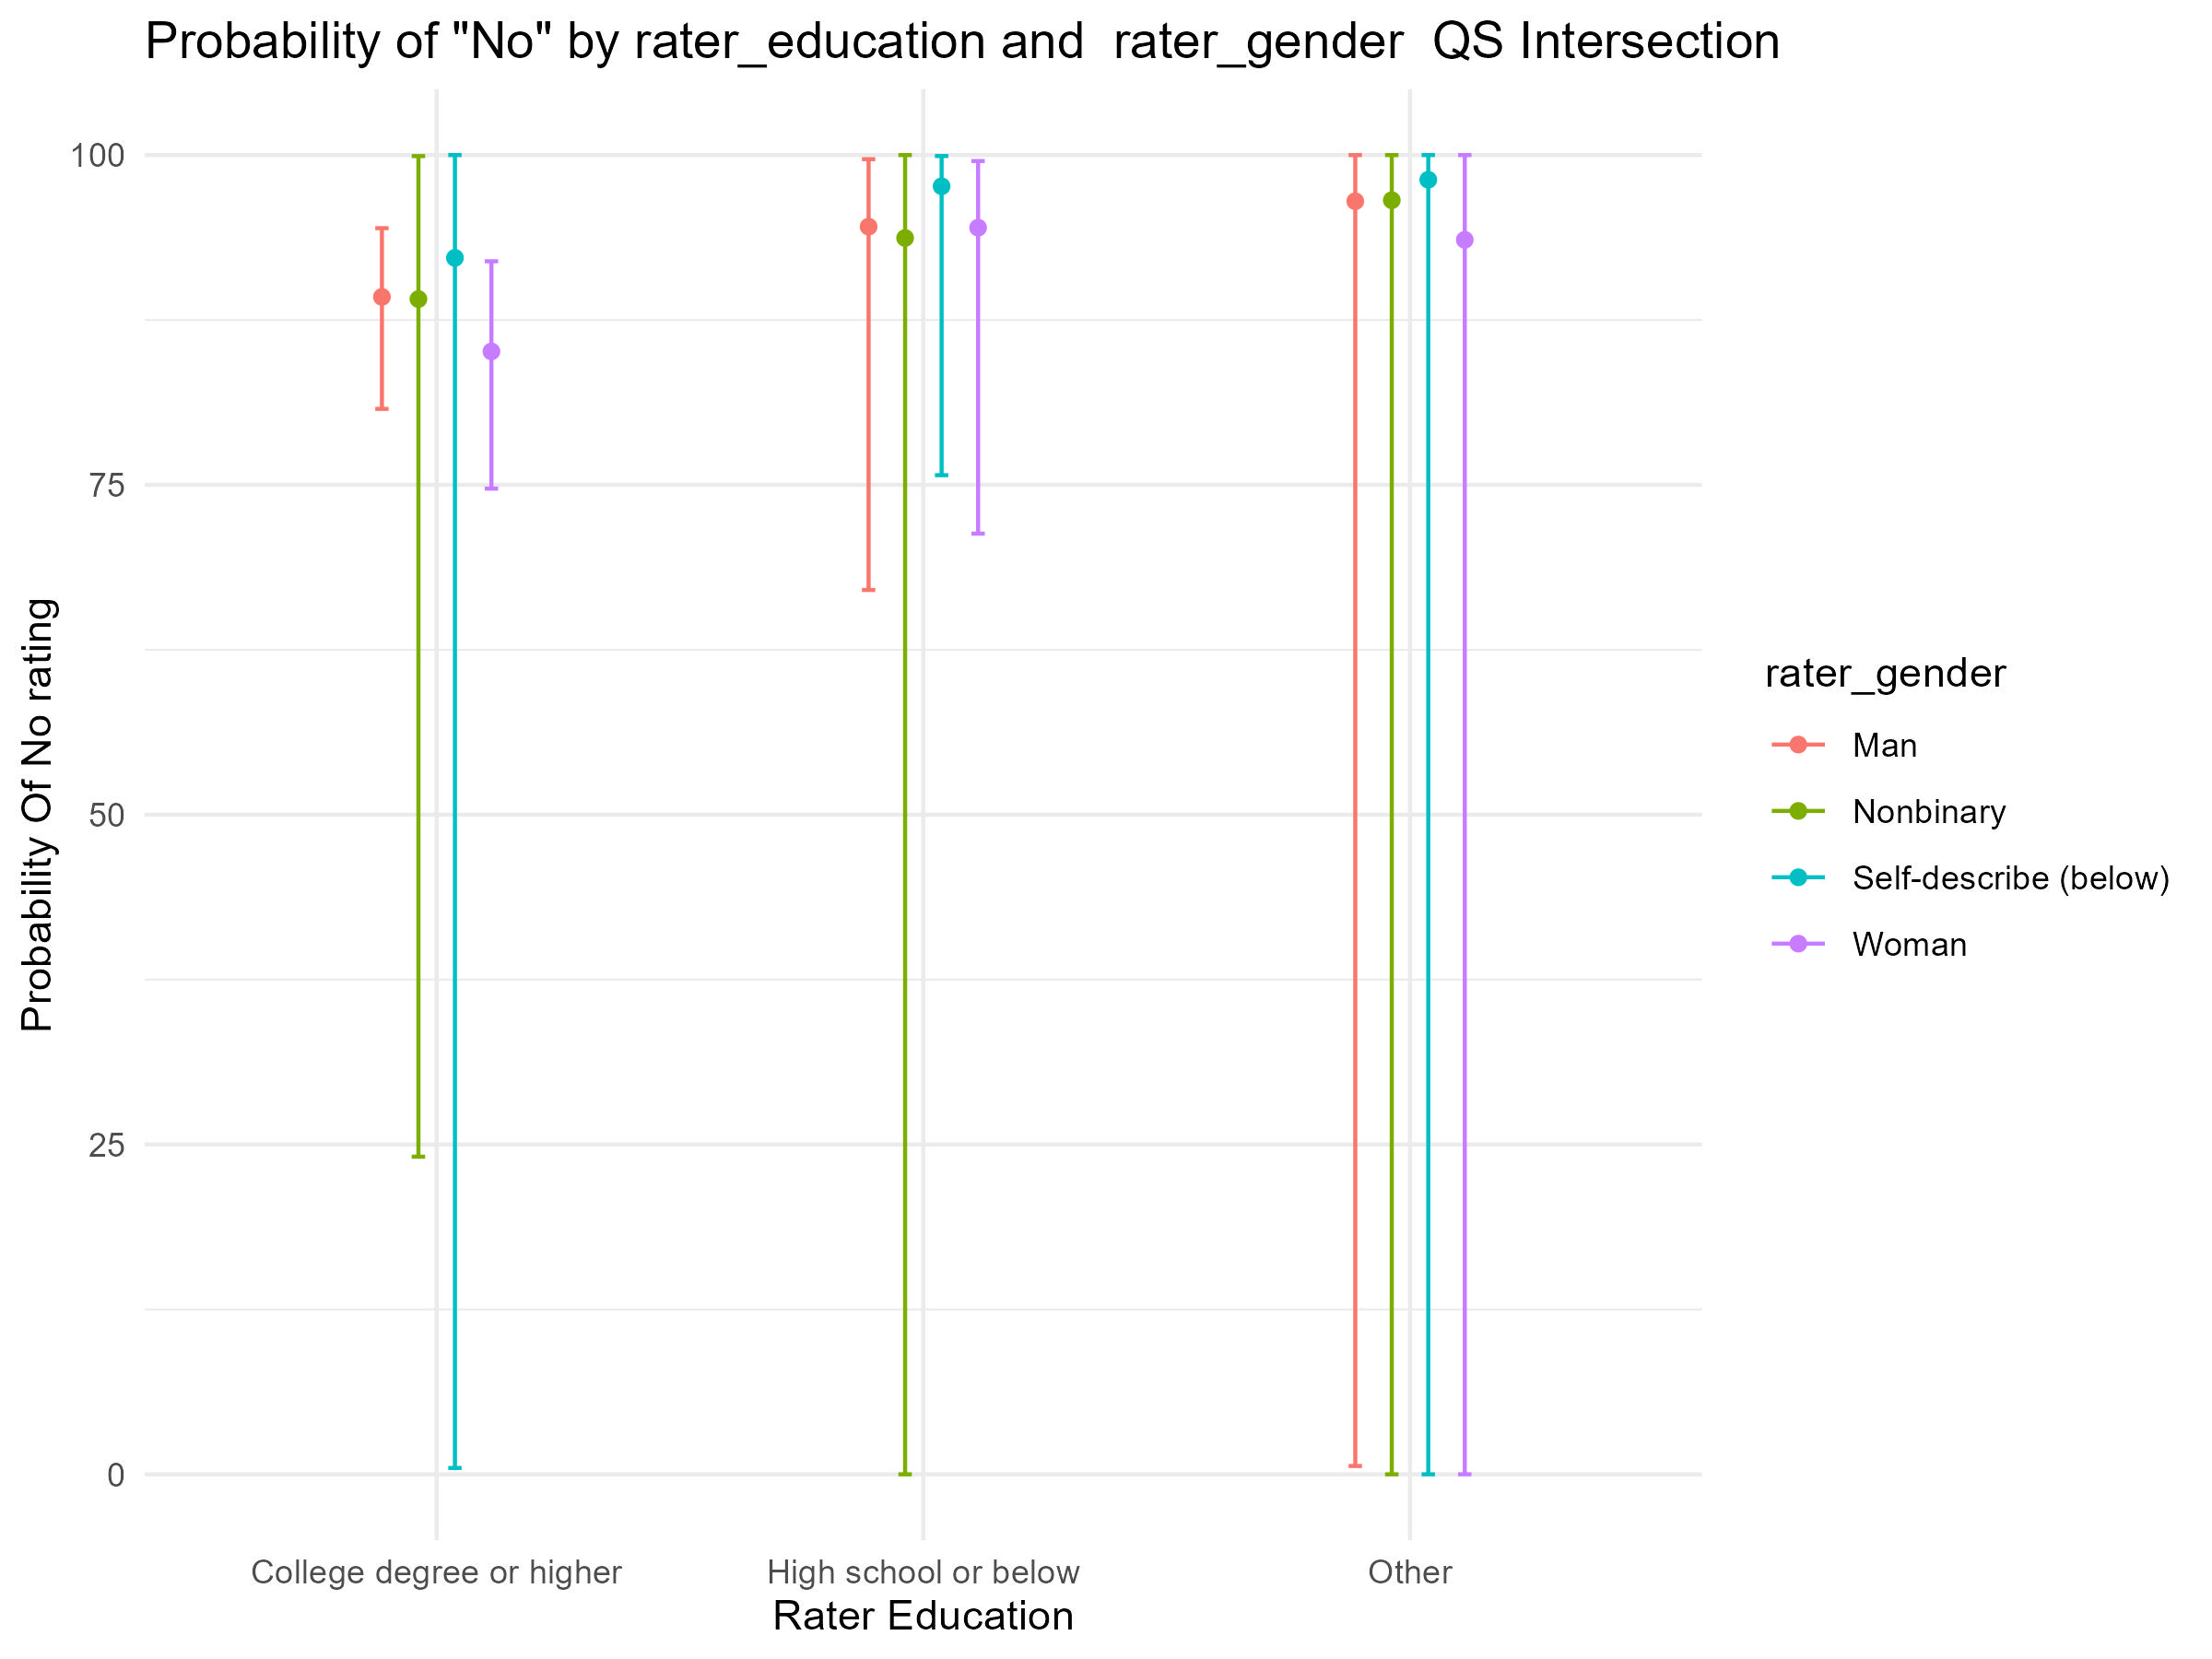 Probability of "No" by rater_education and  rater_gender  QS Intersection
100
75
50
25
0
Probability Of No rating
College degree or higher
High school or below
Other
Rater Education
rater_gender
Man
Nonbinary
Self-describe (below)
Woman